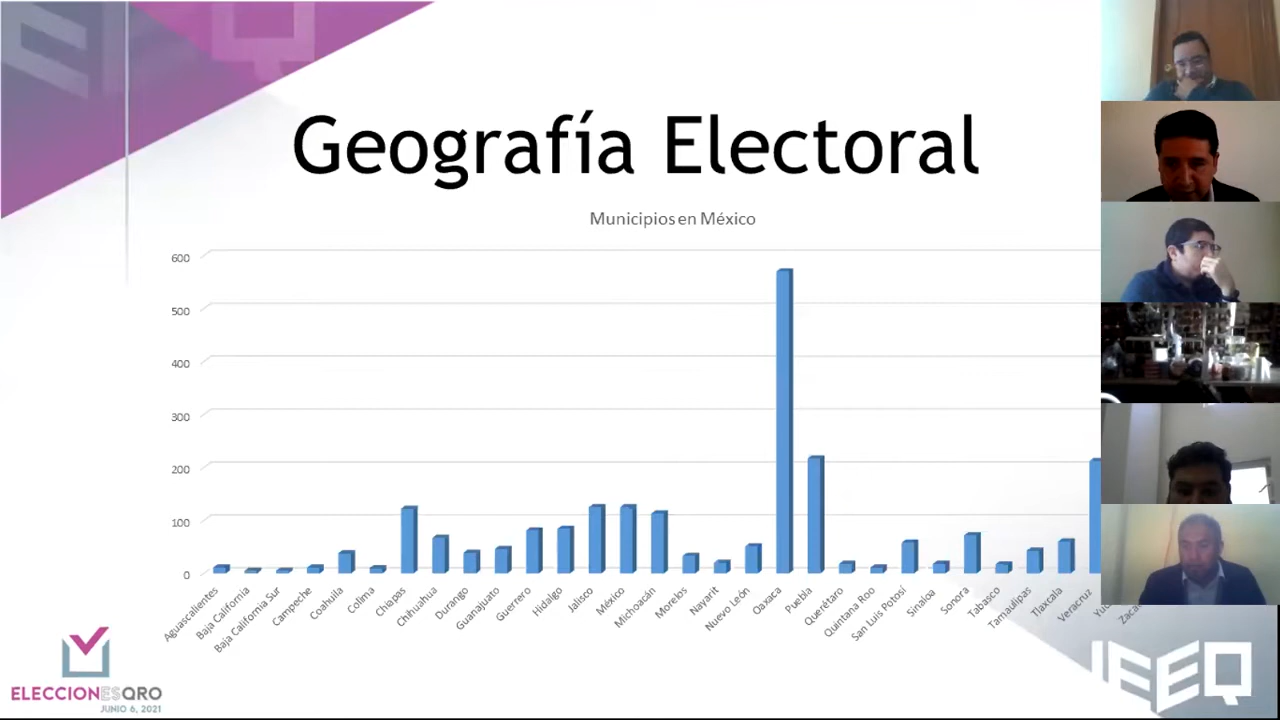 Geografía Electoral
Municipios en México
600
500
400
300
200
100
0
Aguascalientes
Baja California
Baja California Sur
Campeche
Coahuila
Colima
Chiapas
Chihuahua
Durango
Guanajuato
Guerrero
Hidalgo
Jalisco
México
Michoacán
Morelos
Nayarit
Nuevo León
Oaxaca
Puebla
Querétaro
Quintana Roo
San Luis Potosí
Sinaloa
Sonora
Tabasco
Tamaulipas
Tlaxcala
Veracruz
ELECCIONESQRO
JUNIO 6, 2021
IEEQ